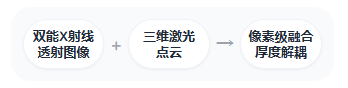 双能X射线
透射图像
+
三维激光
点云
→
像素级融合
厚度解耦